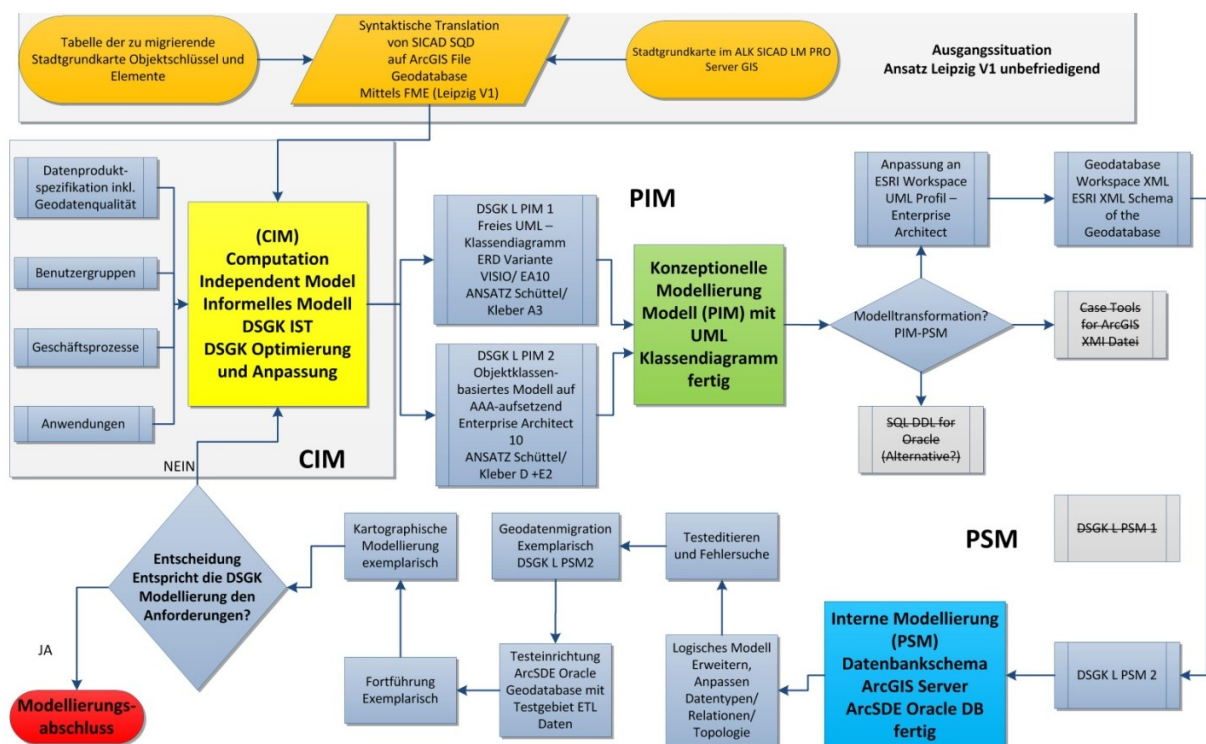 Tabelle der zu migrierende
Stadtgrundkarte Objektschlüssel und
Elemente
Syntaktische Translation
von SICAD SQD
auf ArcGIS File
Geodatabase
Mittels FME (Leipzig V1)
Stadtgrundkarte im ALK SICAD LM PRO
Server GIS
Ausgangssituation
Ansatz Leipzig V1 unbefriedigend
Datenprodukt-
spezifikation inkl.
Geodatenqualität
Benutzergruppen
Geschäftsprozesse
Anwendungen
(CIM)
Computation
Independent Model
Informelles Modell
DSGK IST
DSGK Optimierung
und Anpassung
CIM
DSGK L PIM 1
Freies UML –
Klassendiagramm
ERD Variante
VISIO/ EA10
ANSATZ Schüttel/
Kleber A3
DSGK L PIM 2
Objektklassen-
basiertes Modell auf
AAA-aufsetzend
Enterprise Architect
10
ANSATZ Schüttel/
Kleber D +E2
PIM
Konzeptionelle
Modellierung
Modell (PIM) mit
UML
Klassendiagramm
fertig
Modelltransformation?
PIM-PSM
Anpassung an
ESRI Workspace
UML Profil –
Enterprise
Architect
Geodatabase
Workspace XML
ESRI XML Schema
of the
Geodatabase
Case Tools
for ArcGIS
XMI Datei
SQL DDL for
Oracle
(Alternative?)
PSM
DSGK L PSM 1
DSGK L PSM 2
Interne Modellierung
(PSM)
Datenbankschema
ArcGIS Server
ArcSDE Oracle DB
fertig
Logisches Modell
Erweitern,
Anpassen
Datentypen/
Relationen/
Topologie
Testeditieren
und Fehlersuche
Geodatenmigration
Exemplarisch
DSGK L PSM2
Testeinrichtung
ArcSDE Oracle
Geodatabase mit
Testgebiet ETL
Daten
Fortführung
Exemplarisch
Kartographische
Modellierung
exemplarisch
Entscheidung
Entspricht die DSGK
Modellierung den
Anforderungen?
NEIN
JA
Modellierungs-
abschluss